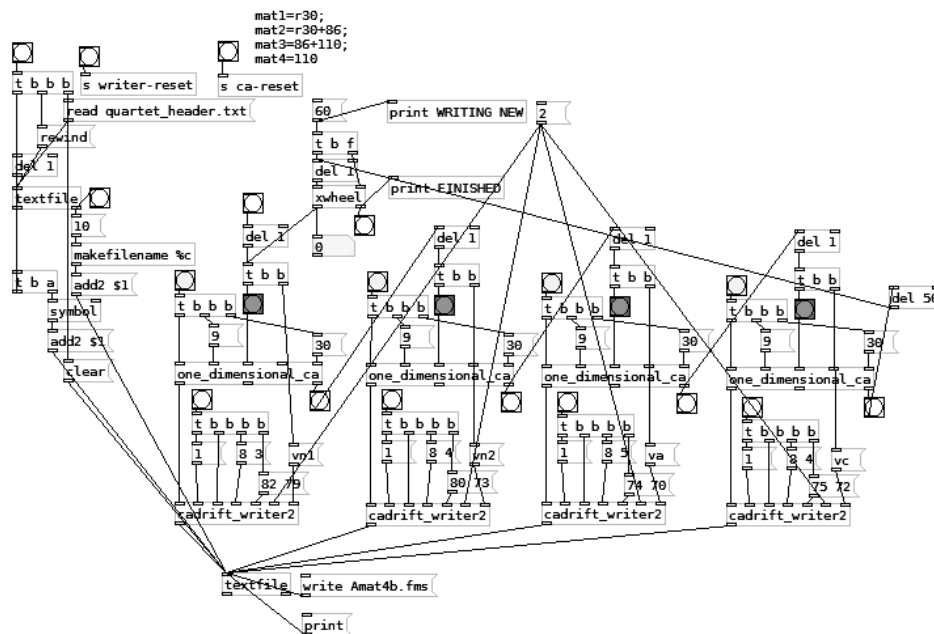 mat1=r30;
mat2=r30+86;
mat3=86+110;
mat4=110
t b b b
s writer-reset
s ca-reset
read quartet_header.txt
60
print WRITING NEW
2
rewind
t b f
del 1
del 1
textfile
xwheel
print FINISHED
10
del 1
del 1
del 1
del 1
makefilename %c
0
t b a
add2 $1
t b b
t b b
t b b
t b b
del 50
symbol
t b b b
t b b b
t b b b
t b b b
add2 $1
9
30
9
30
9
30
9
30
clear
one_dimensional_ca
one_dimensional_ca
one_dimensional_ca
one_dimensional_ca
t b b b b
t b b b b
t b b b b
t b b b b
1
8 3
vn1
1
8 4
vn2
1
8 5
va
1
8 4
vc
82 79
80 73
74 70
75 72
cadrift_writer2
cadrift_writer2
cadrift_writer2
cadrift_writer2
textfile
write Amat4b.fms
print